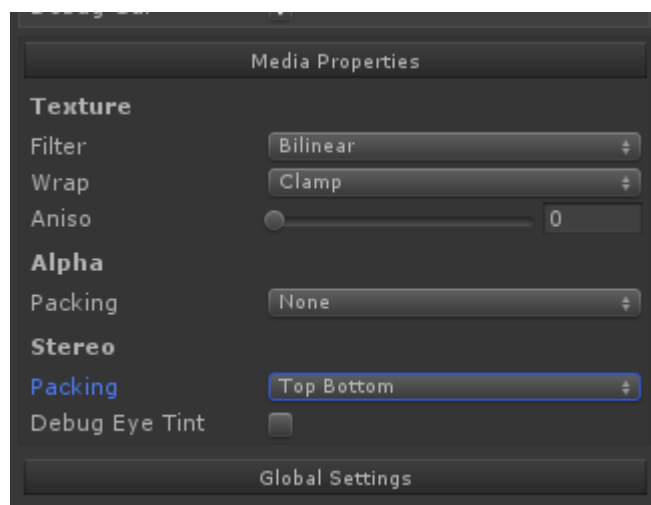 Media Properties
Texture
Filter Bilinear
Wrap Clamp
Aniso 0
Alpha
Packing None
Stereo
Packing Top Bottom
Debug Eye Tint
Global Settings